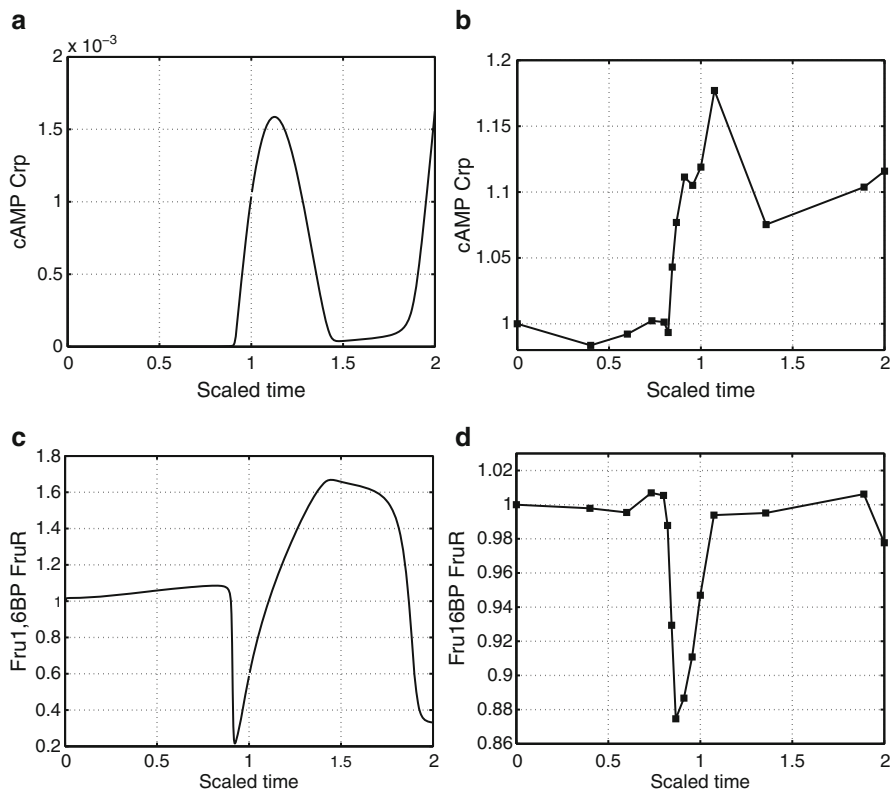 a
x 10⁻³
2
1.5
1
0.5
0
cAMP Crp
0 0.5 1 1.5 2
Scaled time
b
1.2
1.15
1.1
1.05
1
cAMP Crp
0 0.5 1 1.5 2
Scaled time
c
1.8
1.6
1.4
1.2
1
0.8
0.6
0.4
0.2
Fru1,6BP FruR
0 0.5 1 1.5 2
Scaled time
d
1.02
1
0.98
0.96
0.94
0.92
0.9
0.88
0.86
Fru16BP FruR
0 0.5 1 1.5 2
Scaled time